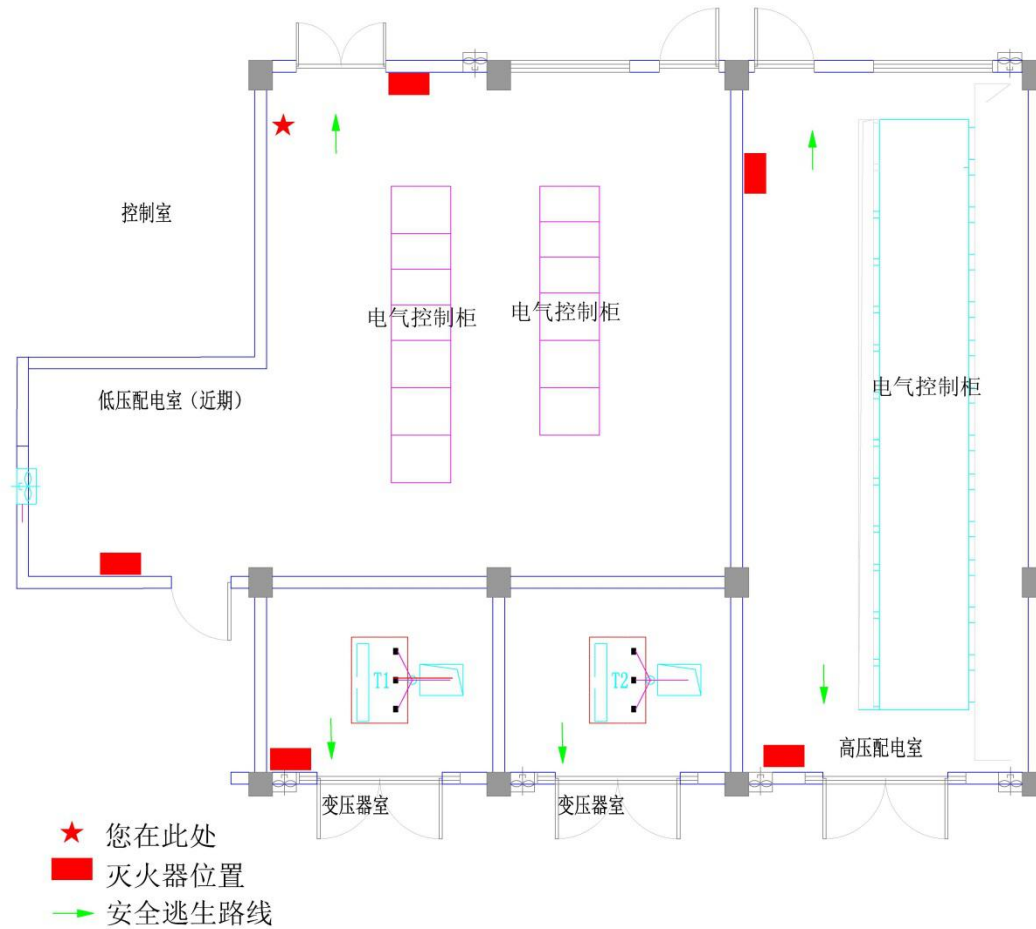 控制室
电气控制柜
电气控制柜
电气控制柜
低压配电室（近期）
T1
T2
高压配电室
变压器室
变压器室
您在此处
灭火器位置
安全逃生路线